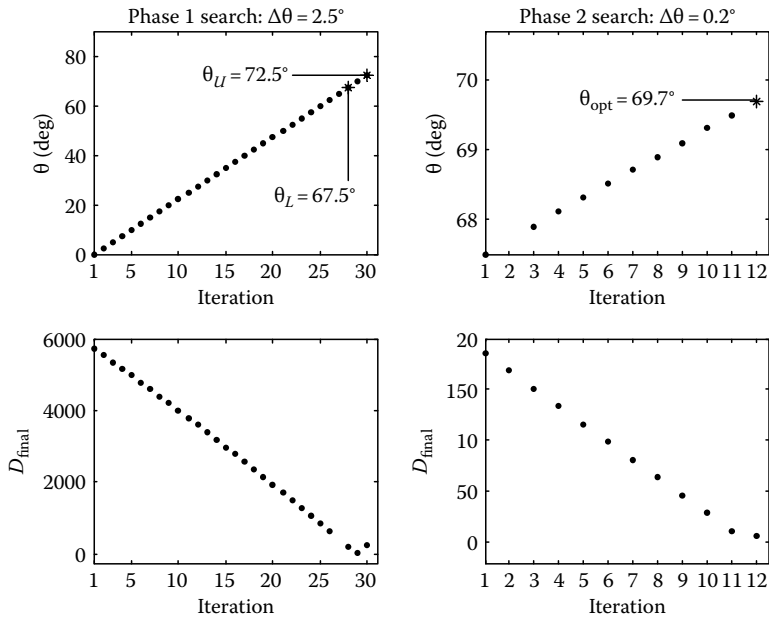 Phase 1 search: Δθ = 2.5°
θ (deg)
80
60
40
20
0
θU = 72.5°
θL = 67.5°
1 5 10 15 20 25 30
Iteration
Phase 2 search: Δθ = 0.2°
θ (deg)
70
69
68
θopt = 69.7°
1 2 3 4 5 6 7 8 9 10 11 12
Iteration
Dfinal
6000
4000
2000
0
1 5 10 15 20 25 30
Iteration
Dfinal
20
150
10
50
0
1 2 3 4 5 6 7 8 9 10 11 12
Iteration